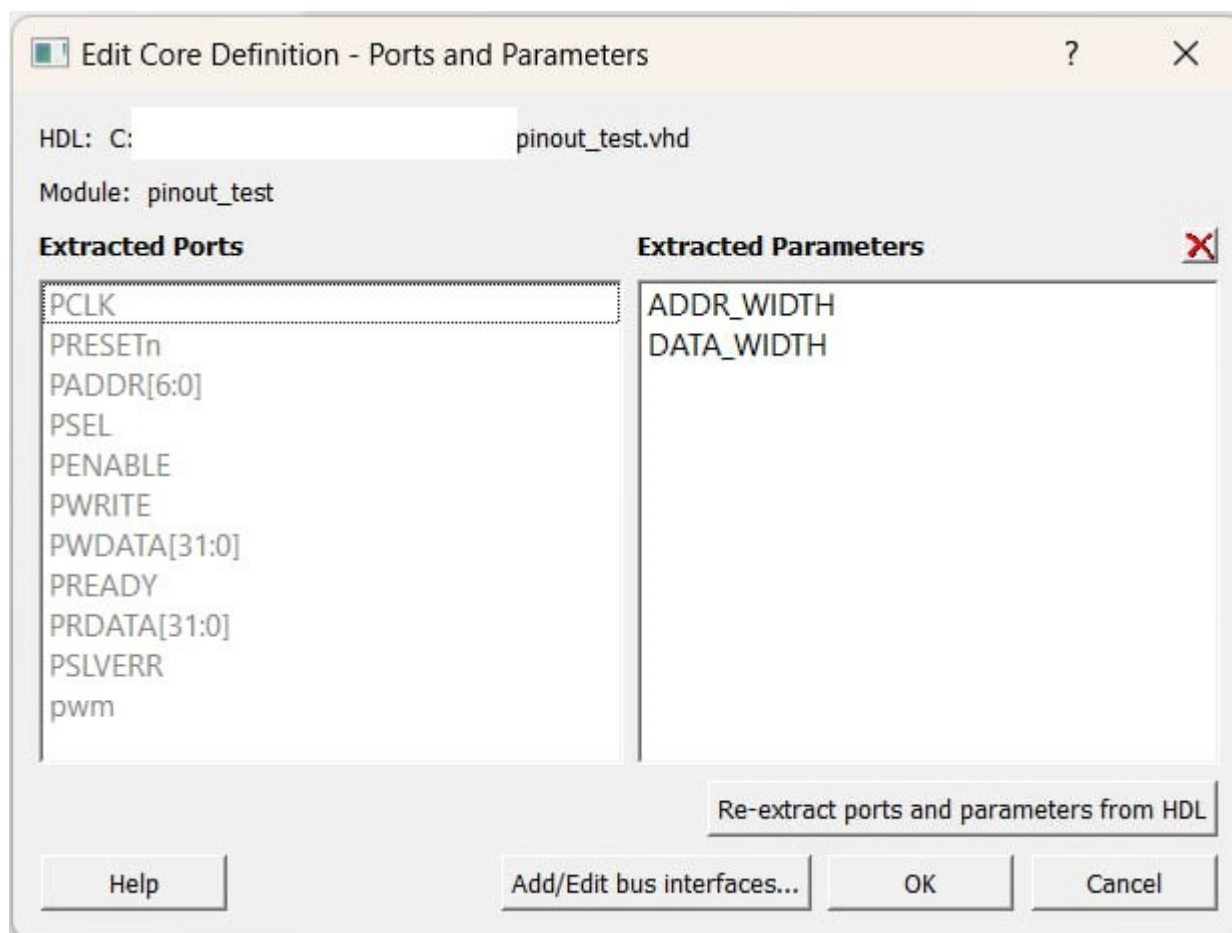 Edit Core Definition - Ports and Parameters ?
HDL: C: pinout_test.vhd
Module: pinout_test
Extracted Ports
PCLK
PRESETn
PADDR[6:0]
PSEL
PENABLE
PWRITE
PWDATA[31:0]
PREADY
PRDATA[31:0]
PSLVERR
pwm
Extracted Parameters
ADDR_WIDTH
DATA_WIDTH
Re-extract ports and parameters from HDL
Help
Add/Edit bus interfaces...
OK
Cancel